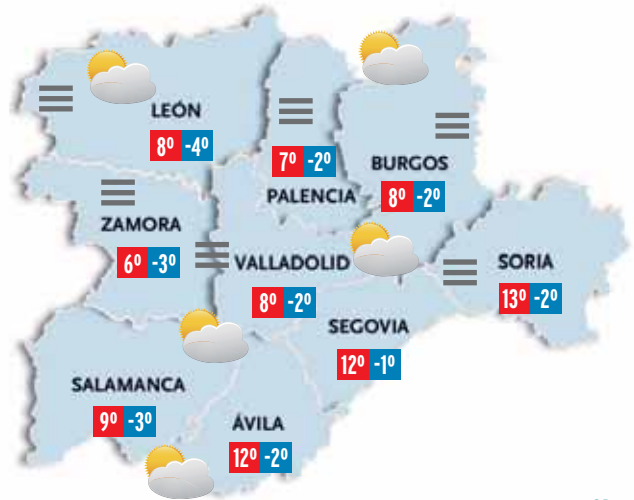 LEÓN
8º -4º
7º -2º
PALENCIA
BURGOS
8º -2º
ZAMORA
6º -3º
VALLADOLID
8º -2º
SORIA
13º -2º
SEGOVIA
12º -1º
SALAMANCA
9º -3º
ÁVILA
12º -2º